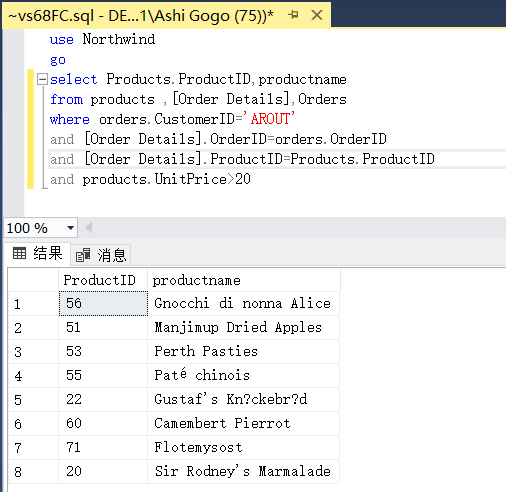 ~vs68FC.sql - DE...1\Ashi Gogo (75))*
use Northwind
go
select Products.ProductID,productname
from products ,[Order Details],Orders
where orders.CustomerID='AROUT'
and [Order Details].OrderID=orders.OrderID
and [Order Details].ProductID=Products.ProductID
and products.UnitPrice>20
100 %
结果 消息
ProductID productname
1 56 Gnocchi di nonna Alice
2 51 Manjimup Dried Apples
3 53 Perth Pasties
4 55 Paté chinois
5 22 Gustaf's Kn?ckebr?d
6 60 Camembert Pierrot
7 71 Flotemysost
8 20 Sir Rodney's Marmalade